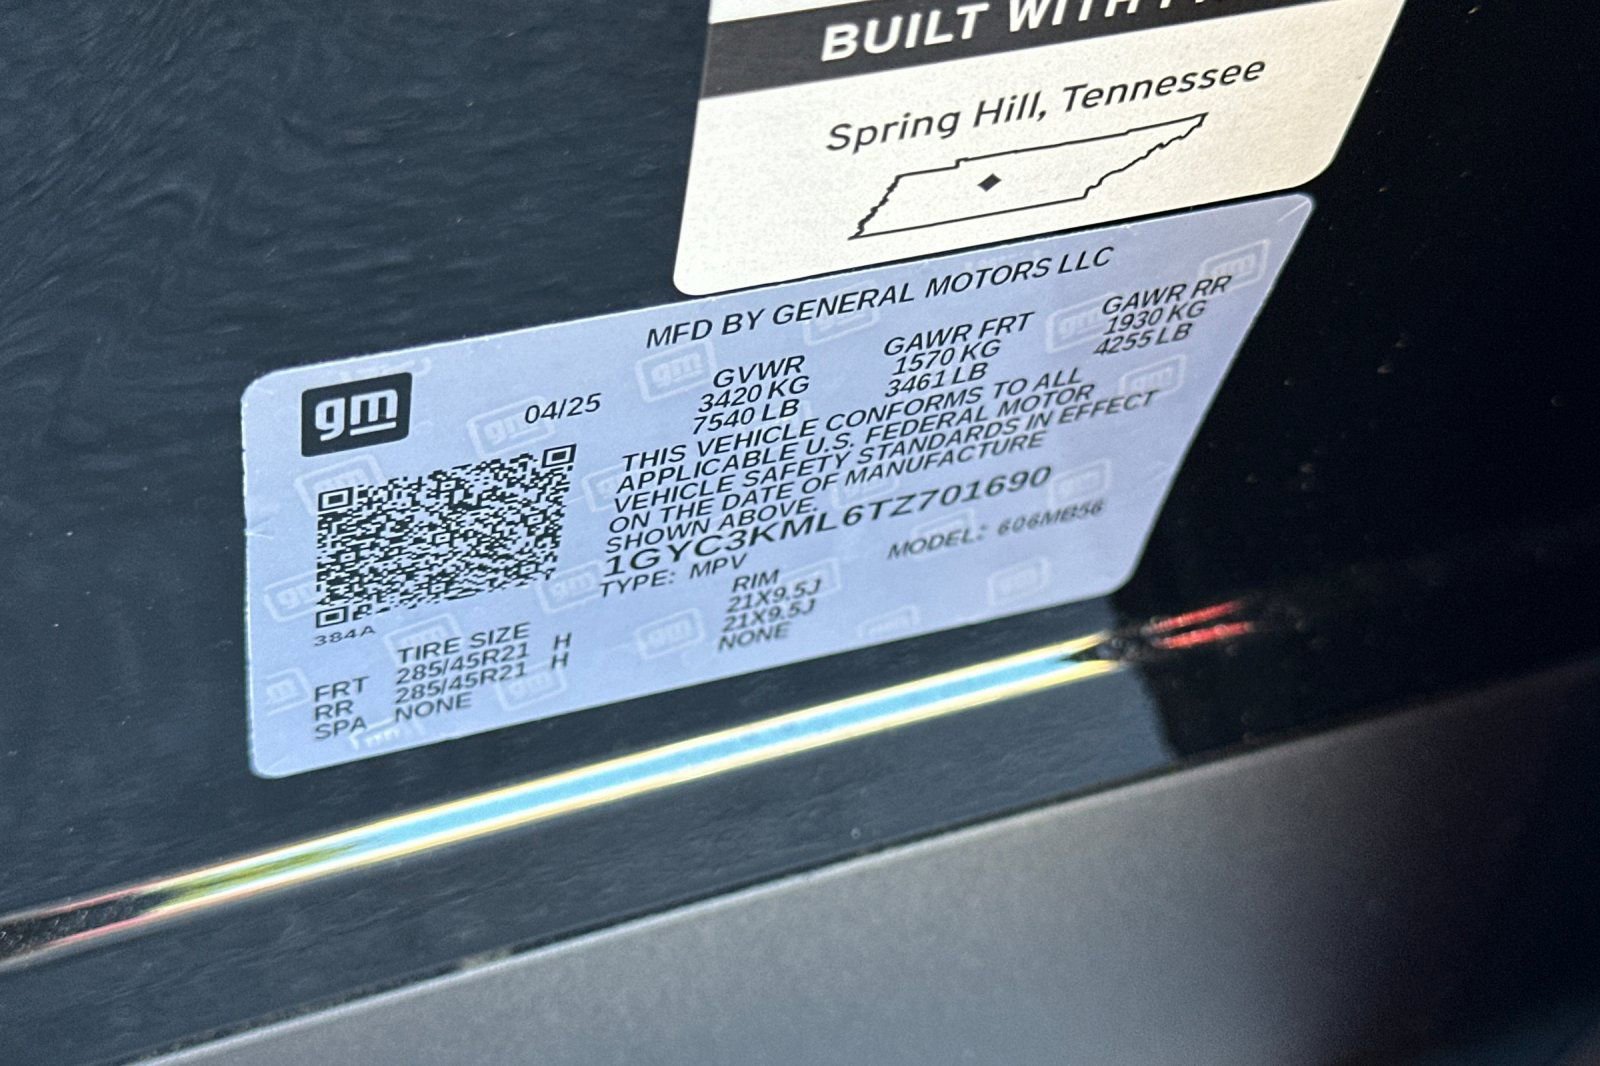 BUILT WITH
Spring Hill, Tennessee
MFD BY GENERAL MOTORS LLC
gm
04/25
GVWR
3420 KG
7540 LB
GAWR FRT
1570 KG
3461 LB
GAWR RR
1930 KG
4255 LB
THIS VEHICLE CONFORMS TO ALL
APPLICABLE U.S. FEDERAL MOTOR
VEHICLE SAFETY STANDARDS IN EFFECT
ON THE DATE OF MANUFACTURE
SHOWN ABOVE.
1GYC3KML6TZ701690
TYPE: MPV MODEL: 606MB56
384A
TIRE SIZE RIM
FRT 285/45R21 H 21X9.5J
RR 285/45R21 H 21X9.5J
SPA NONE NONE